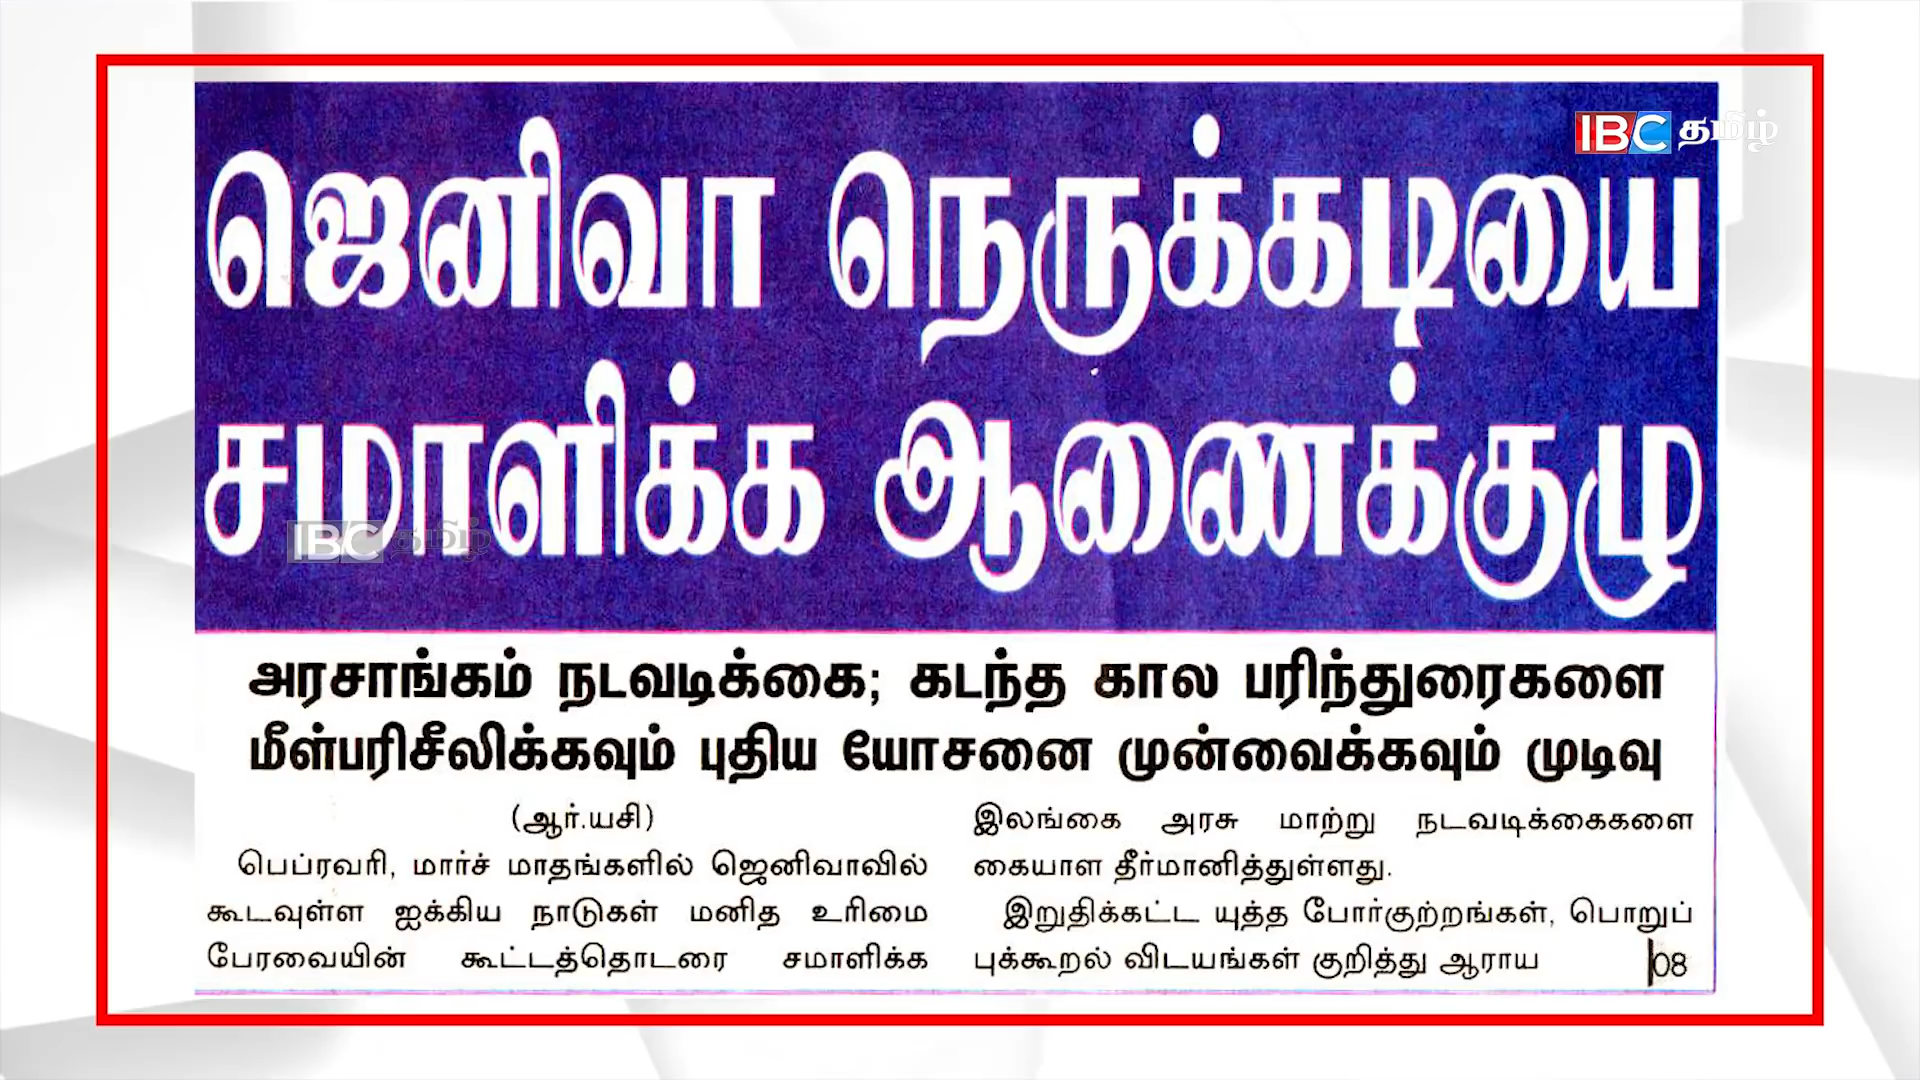 IBC தமிழ்
ஜெனிவா நெருக்கடியை
சமாளிக்க ஆணைக்குழு
IBC தமிழ்
அரசாங்கம் நடவடிக்கை; கடந்த கால பரிந்துரைகளை
மீள்பரிசீலிக்கவும் புதிய யோசனை முன்வைக்கவும் முடிவு
(ஆர்.யசி)
பெப்ரவரி, மார்ச் மாதங்களில் ஜெனிவாவில்
கூடவுள்ள ஐக்கிய நாடுகள் மனித உரிமை
பேரவையின் கூட்டத்தொடரை சமாளிக்க
இலங்கை அரசு மாற்று நடவடிக்கைகளை
கையாள தீர்மானித்துள்ளது.
இறுதிக்கட்ட யுத்த போர்குற்றங்கள், பொறுப்
புக்கூறல் விடயங்கள் குறித்து ஆராய
08